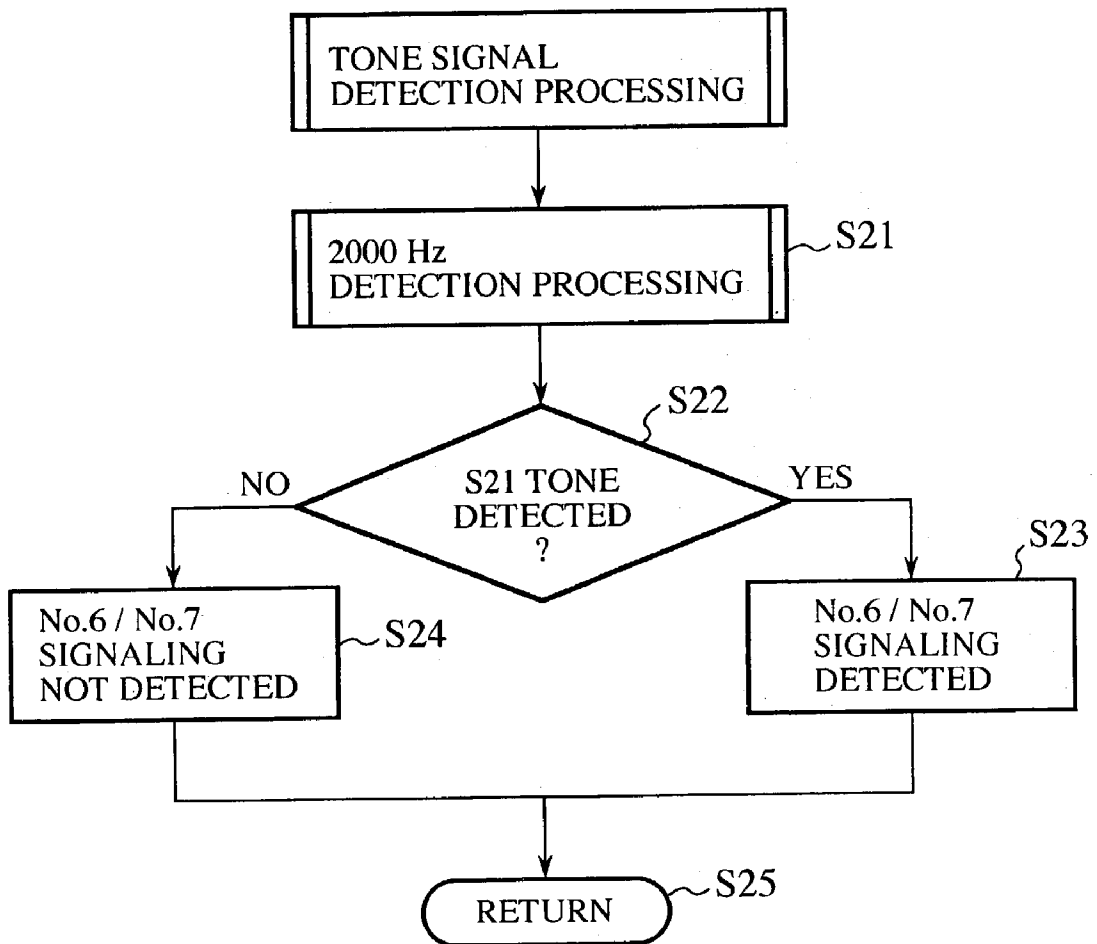 TONE SIGNAL
DETECTION PROCESSING
2000 Hz
DETECTION PROCESSING
S21
S22
S21 TONE
DETECTED
?
NO
YES
S23
No.6 / No.7
SIGNALING
NOT DETECTED
S24
No.6 / No.7
SIGNALING
DETECTED
RETURN
S25